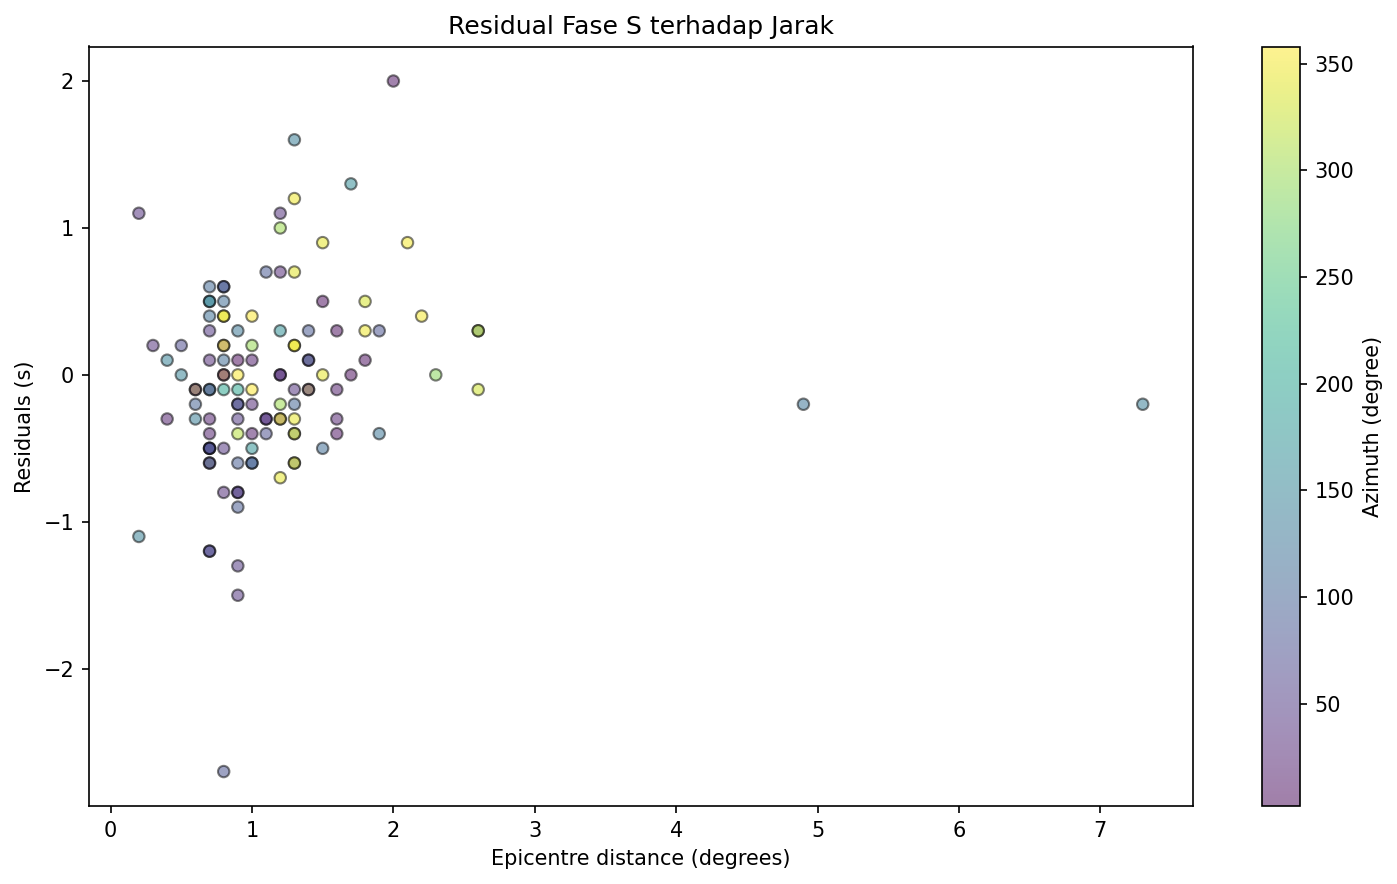 Residual Fase S terhadap Jarak
Residuals (s)
2
1
0
−1
−2
0 1 2 3 4 5 6 7
Epicentre distance (degrees)
350
300
250
200
150
100
50
Azimuth (degree)